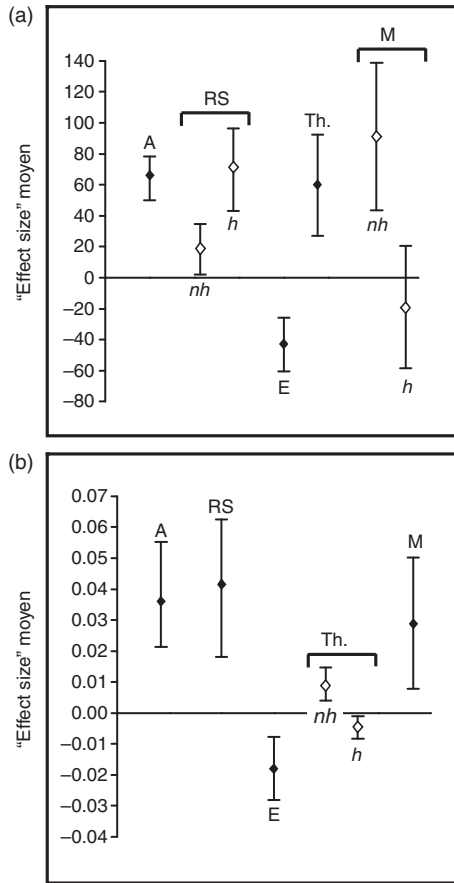 (a)
M
140
120
RS
Th.
100
A
80
60
40
h
nh
20
0
nh
−20
−40
−60
E
h
−80
“Effect size” moyen
(b)
0.07
RS
0.06
A
M
0.05
0.04
Th.
0.03
0.02
0.01
0.00
nh
−0.01
h
−0.02
−0.03
E
−0.04
“Effect size” moyen